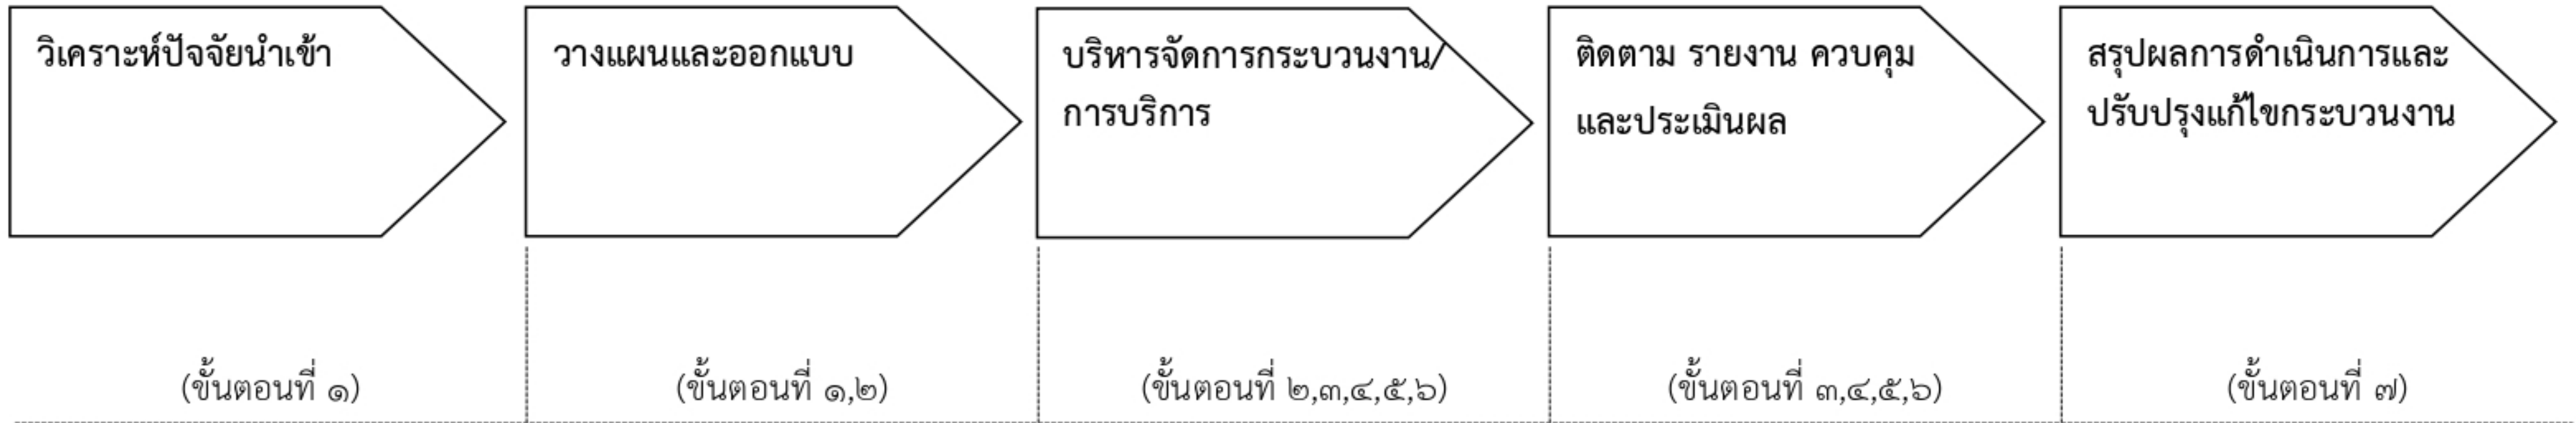 วิเคราะห์ปัจจัยนำเข้า
วางแผนและออกแบบ
บริหารจัดการกระบวนงาน/
การบริการ
ติดตาม รายงาน ควบคุม
และประเมินผล
สรุปผลการดำเนินการและ
ปรับปรุงแก้ไขกระบวนงาน
(ขั้นตอนที่ ๑)
(ขั้นตอนที่ ๑,๒)
(ขั้นตอนที่ ๒,๓,๔,๕,๖)
(ขั้นตอนที่ ๓,๔,๕,๖)
(ขั้นตอนที่ ๗)